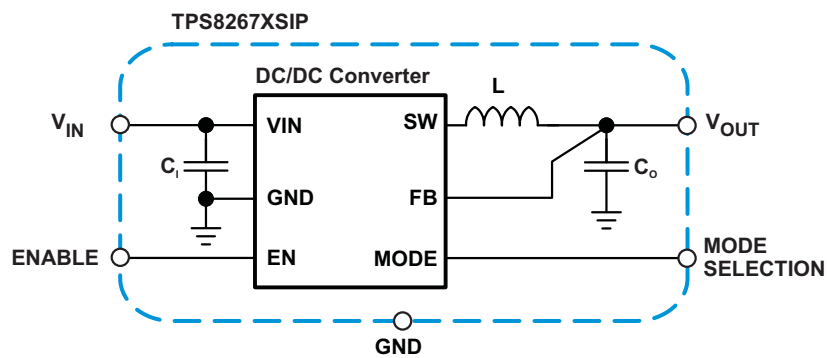 TPS8267XSIP
DC/DC Converter
L
VIN
VIN
SW
VOUT
CI
CO
GND
FB
ENABLE
EN
MODE
MODE
SELECTION
GND